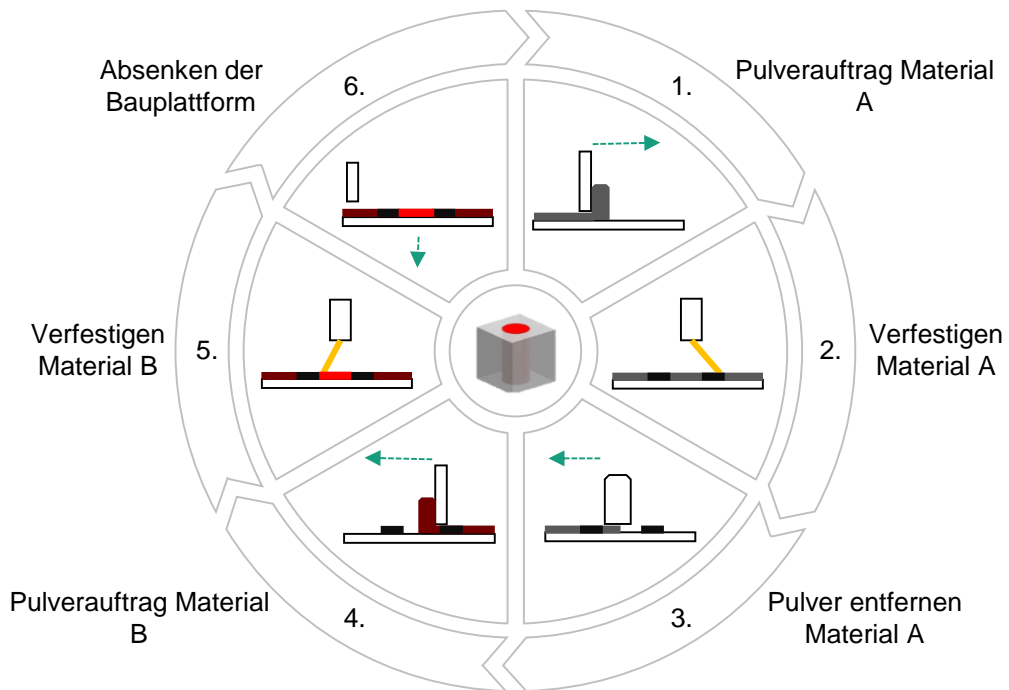 1.
Pulverauftrag Material
A
2.
Verfestigen
Material A
3.
Pulver entfernen
Material A
4.
Pulverauftrag Material
B
5.
Verfestigen
Material B
6.
Absenken der
Bauplattform